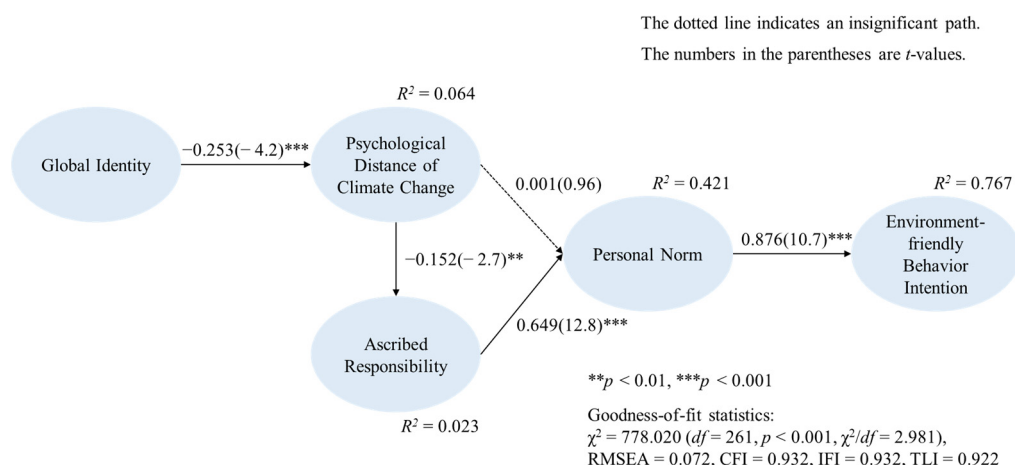 The dotted line indicates an insignificant path.
The numbers in the parentheses are t-values.
R² = 0.064
Global Identity
−0.253(− 4.2)***
Psychological
Distance of
Climate Change
0.001(0.96)
R² = 0.421
R² = 0.767
−0.152(− 2.7)**
Personal Norm
0.876(10.7)***
Environment-
friendly
Behavior
Intention
0.649(12.8)***
Ascribed
Responsibility
R² = 0.023
**p < 0.01, ***p < 0.001
Goodness-of-fit statistics:
χ² = 778.020 (df = 261, p < 0.001, χ²/df = 2.981),
RMSEA = 0.072, CFI = 0.932, IFI = 0.932, TLI = 0.922